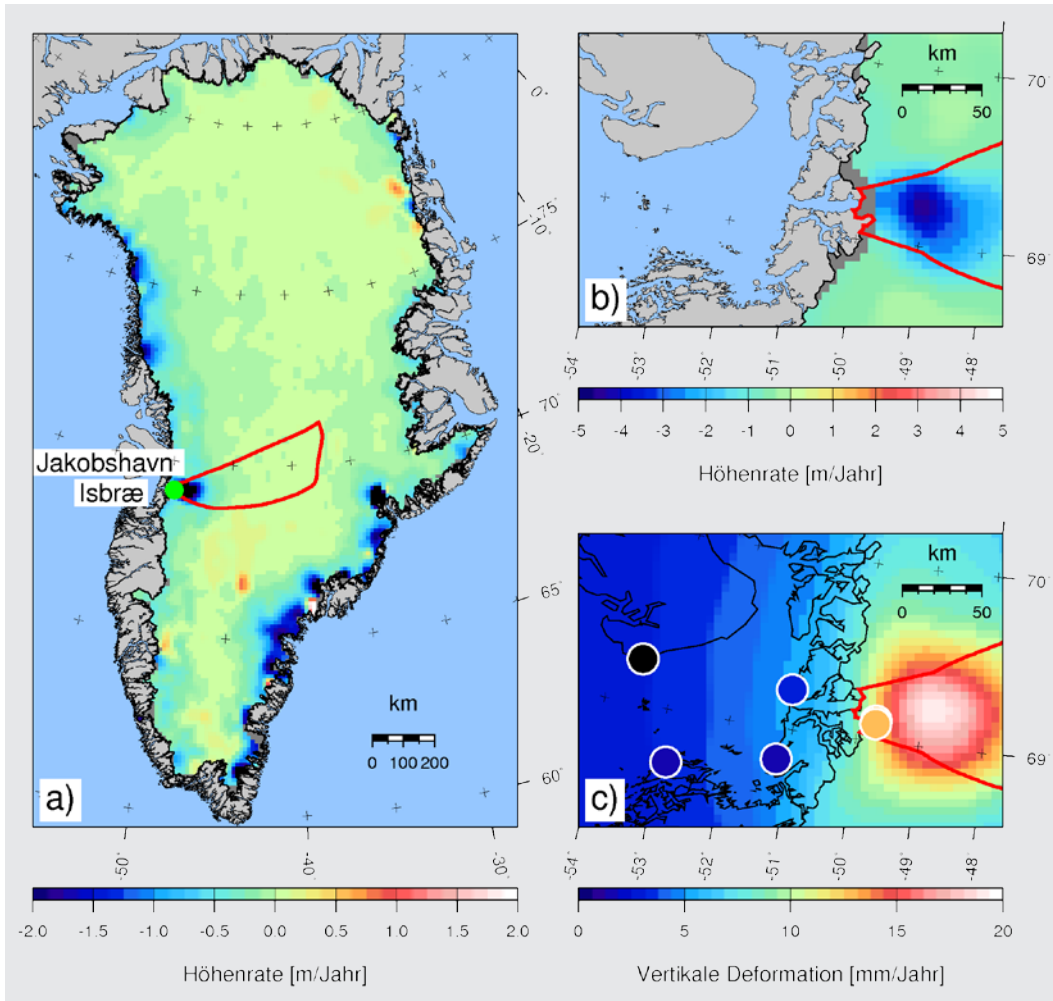 0°
75°
-10°
70°
-20°
65°
60°
Jakobshavn
Isbræ
km
0 100 200
a)
-50° -40° -30°
-2.0 -1.5 -1.0 -0.5 0.0 0.5 1.0 1.5 2.0
Höhenrate [m/Jahr]
km
0 50
70°
69°
b)
-54° -53° -52° -51° -50° -49° -48°
-5 -4 -3 -2 -1 0 1 2 3 4 5
Höhenrate [m/Jahr]
km
0 50
70°
69°
c)
-54° -53° -52° -51° -50° -49° -48°
0 5 10 15 20
Vertikale Deformation [mm/Jahr]